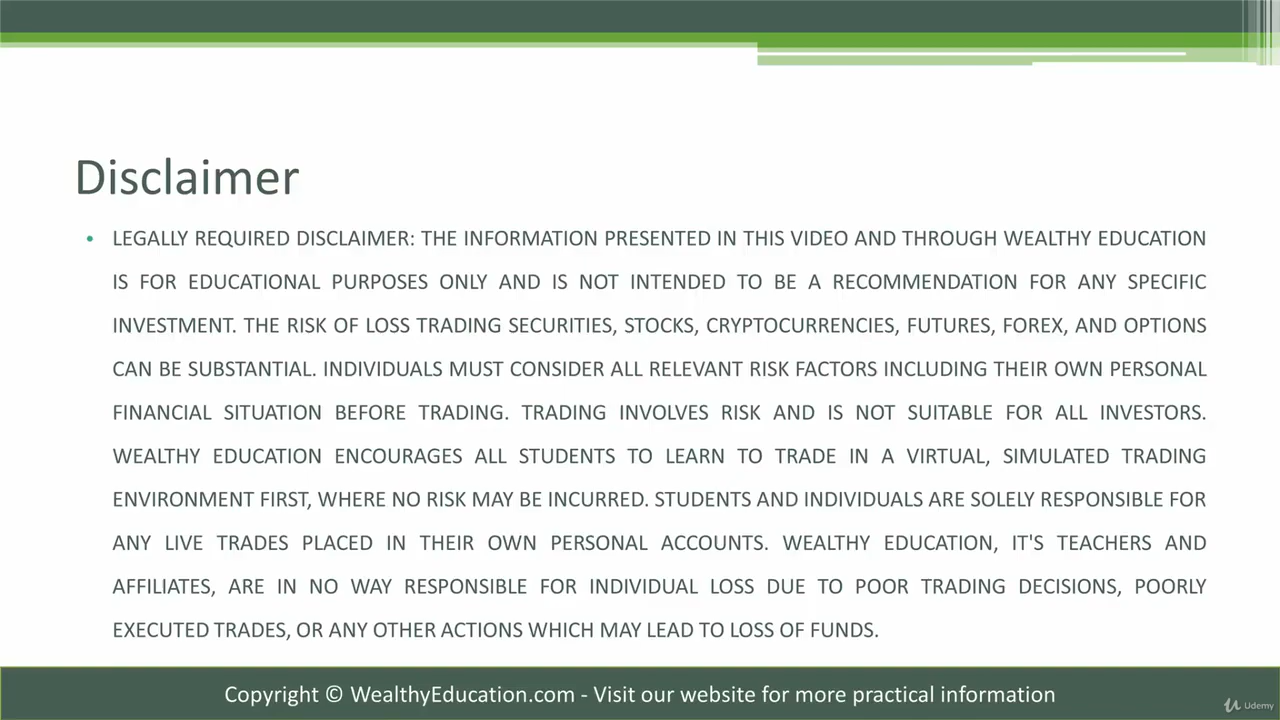 Disclaimer
• LEGALLY REQUIRED DISCLAIMER: THE INFORMATION PRESENTED IN THIS VIDEO AND THROUGH WEALTHY EDUCATION
IS FOR EDUCATIONAL PURPOSES ONLY AND IS NOT INTENDED TO BE A RECOMMENDATION FOR ANY SPECIFIC
INVESTMENT. THE RISK OF LOSS TRADING SECURITIES, STOCKS, CRYPTOCURRENCIES, FUTURES, FOREX, AND OPTIONS
CAN BE SUBSTANTIAL. INDIVIDUALS MUST CONSIDER ALL RELEVANT RISK FACTORS INCLUDING THEIR OWN PERSONAL
FINANCIAL SITUATION BEFORE TRADING. TRADING INVOLVES RISK AND IS NOT SUITABLE FOR ALL INVESTORS.
WEALTHY EDUCATION ENCOURAGES ALL STUDENTS TO LEARN TO TRADE IN A VIRTUAL, SIMULATED TRADING
ENVIRONMENT FIRST, WHERE NO RISK MAY BE INCURRED. STUDENTS AND INDIVIDUALS ARE SOLELY RESPONSIBLE FOR
ANY LIVE TRADES PLACED IN THEIR OWN PERSONAL ACCOUNTS. WEALTHY EDUCATION, IT'S TEACHERS AND
AFFILIATES, ARE IN NO WAY RESPONSIBLE FOR INDIVIDUAL LOSS DUE TO POOR TRADING DECISIONS, POORLY
EXECUTED TRADES, OR ANY OTHER ACTIONS WHICH MAY LEAD TO LOSS OF FUNDS.
Copyright © WealthyEducation.com - Visit our website for more practical information
Udemy